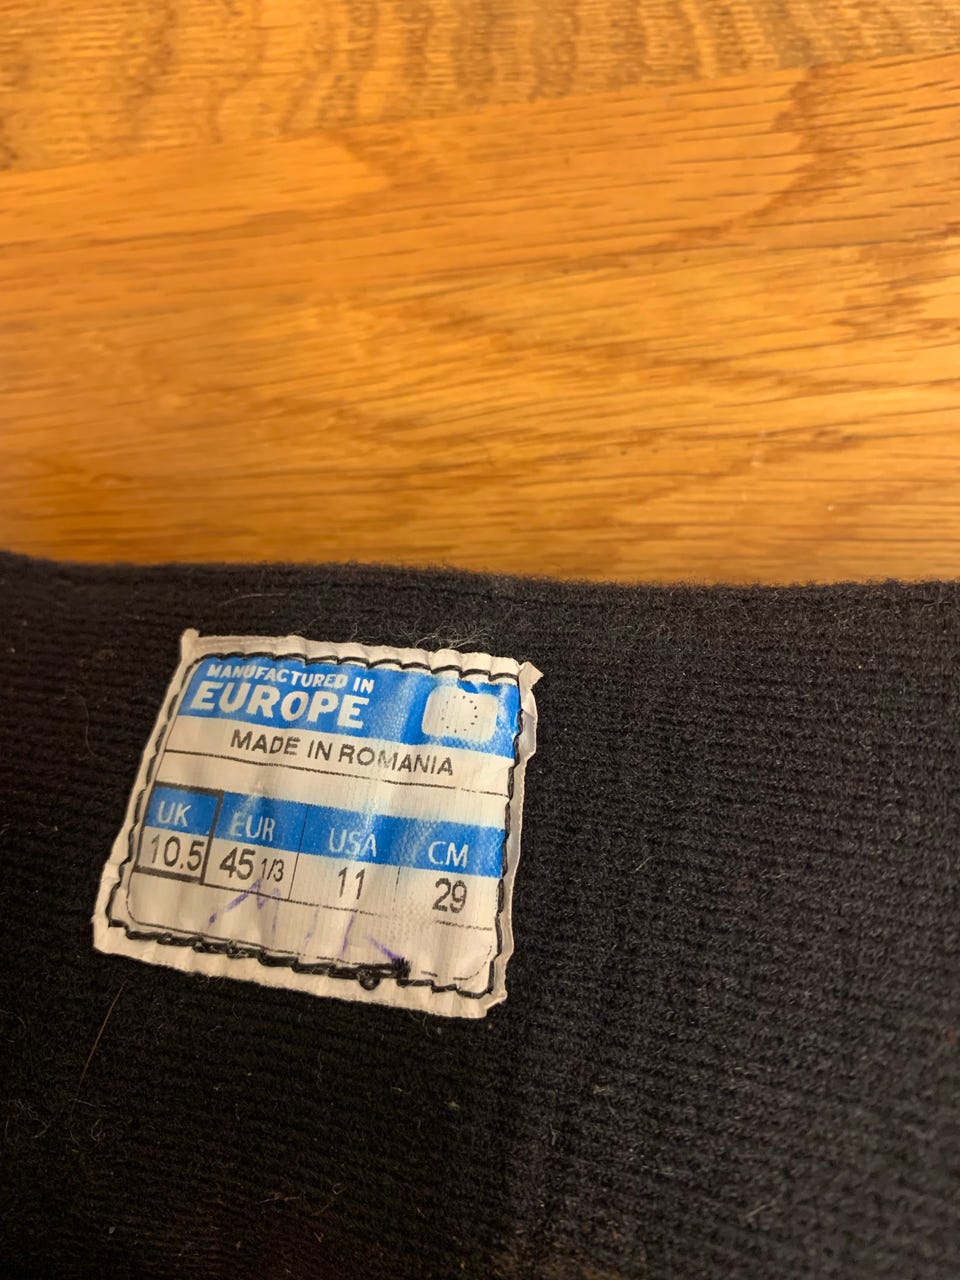 MANUFACTURED IN
EUROPE
MADE IN ROMANIA
UK EUR USA CM
10.5 45 1/3 11 29